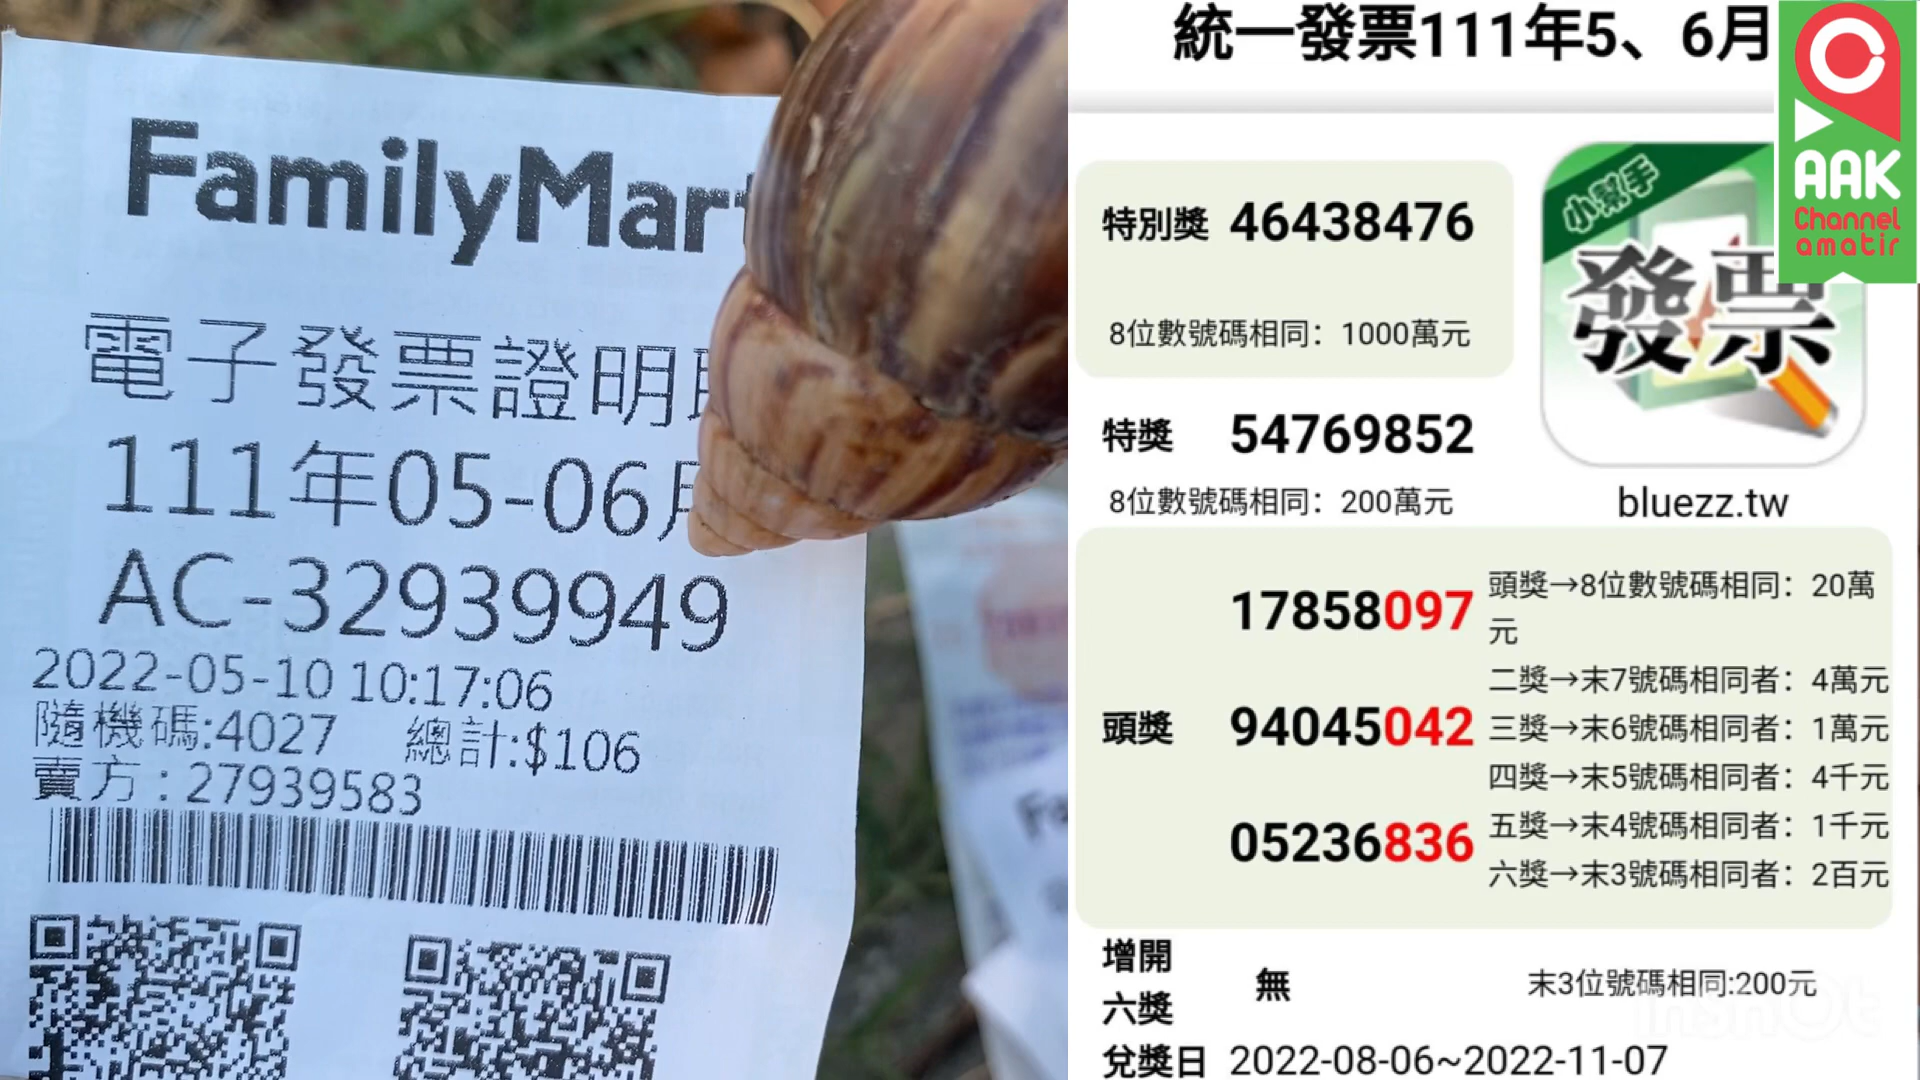 FamilyMart
電子發票證明
111年05-06月
AC-32939949
2022-05-10 10:17:06
隨機碼:4027 總計:$106
賣方:27939583
統一發票111年5、6月
AAK
Channel
amatir
小幫手
發票
bluezz.tw
特別獎 46438476
8位數號碼相同：1000萬元
特獎 54769852
8位數號碼相同：200萬元
頭獎
17858097
94045042
05236836
頭獎→8位數號碼相同：20萬
元
二獎→末7號碼相同者：4萬元
三獎→末6號碼相同者：1萬元
四獎→末5號碼相同者：4千元
五獎→末4號碼相同者：1千元
六獎→末3號碼相同者：2百元
增開
六獎
無
末3位號碼相同:200元
兌獎日 2022-08-06~2022-11-07